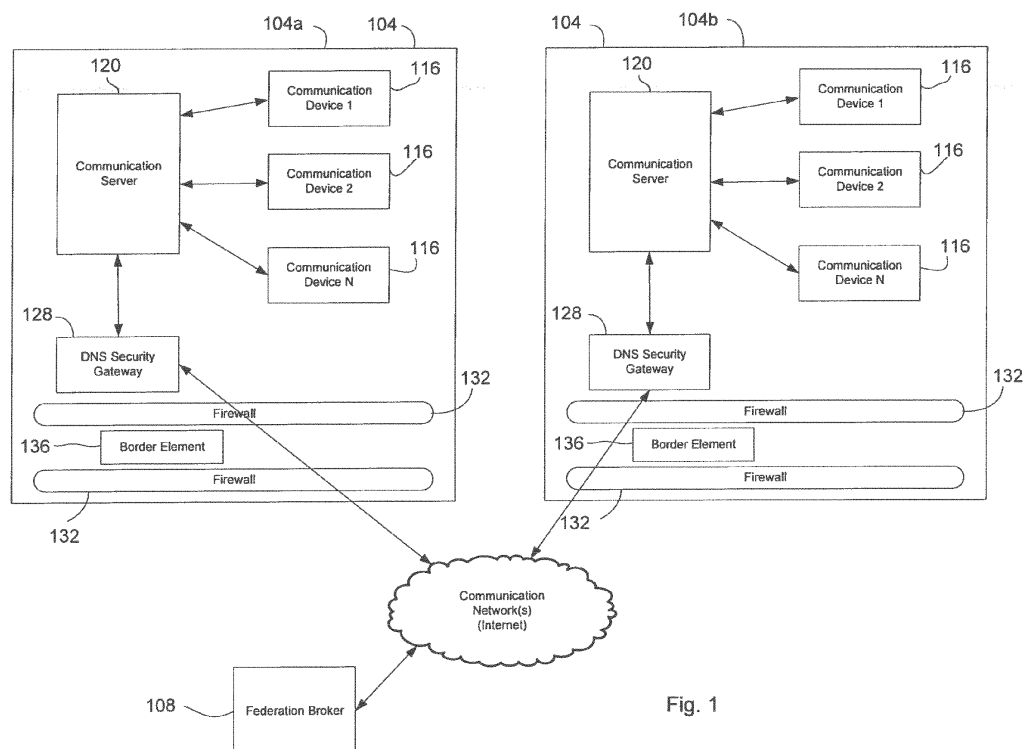 104a
104
120
Communication
Server
Communication
Device 1
116
Communication
Device 2
116
Communication
Device N
116
128
DNS Security
Gateway
132
Firewall
136
Border Element
Firewall
132
104
104b
120
Communication
Server
Communication
Device 1
116
Communication
Device 2
116
Communication
Device N
116
128
DNS Security
Gateway
132
Firewall
136
Border Element
Firewall
132
Communication
Network(s)
(Internet)
108
Federation Broker
Fig. 1